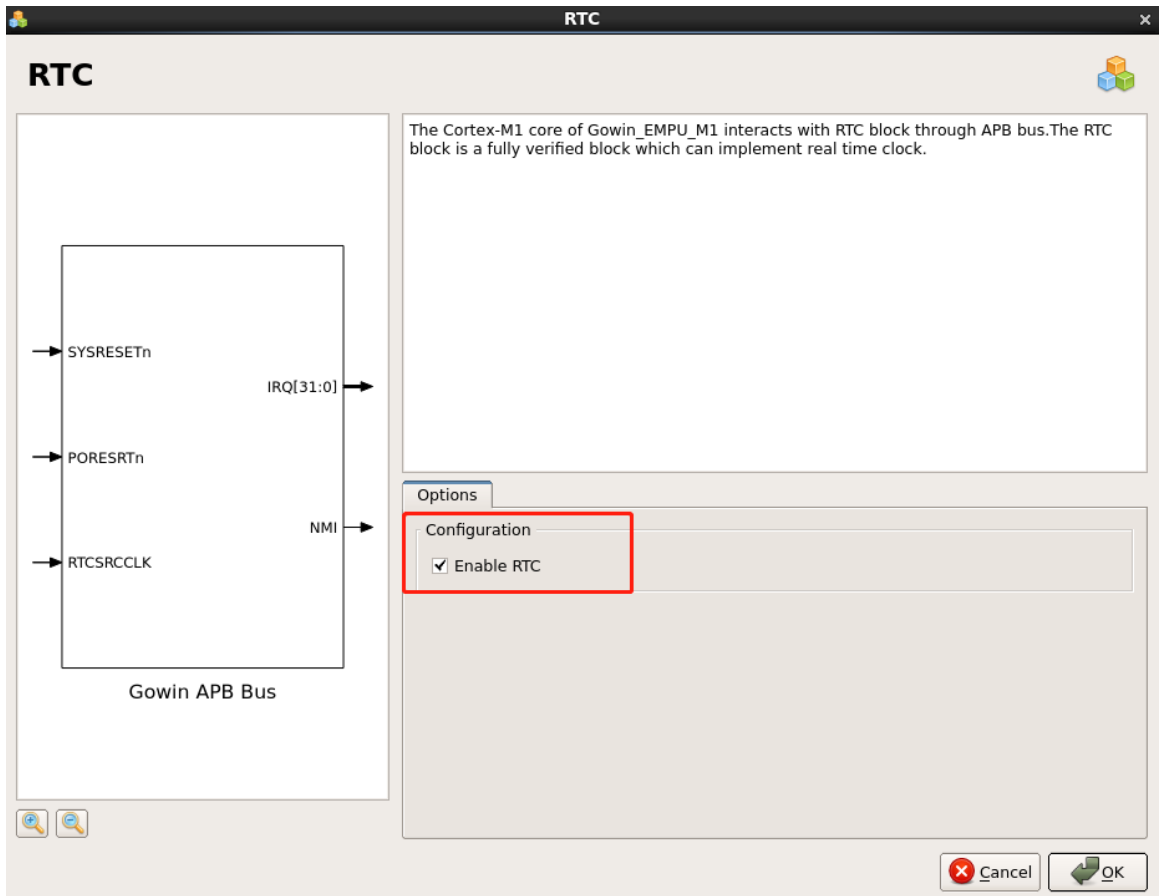 RTC
RTC
The Cortex-M1 core of Gowin_EMPU_M1 interacts with RTC block through APB bus.The RTC
block is a fully verified block which can implement real time clock.
SYSRESETn
IRQ[31:0]
PORESRTn
NMI
RTCSRCCLK
Gowin APB Bus
Options
Configuration
Enable RTC
Cancel
OK